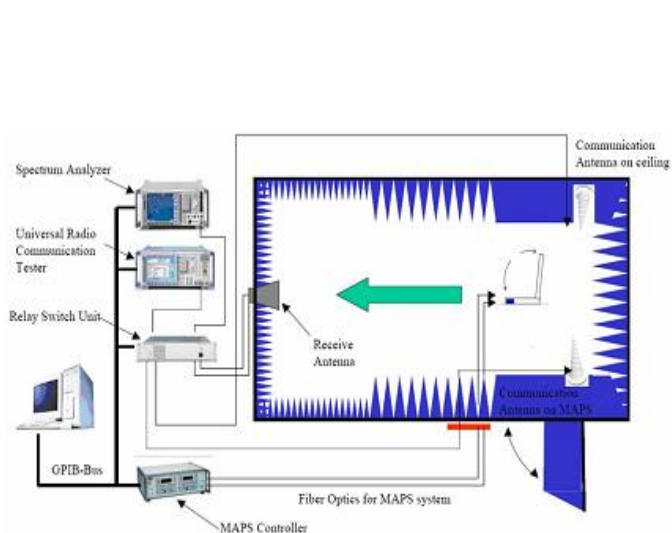 Communication
Antenna on ceiling
Spectrum Analyzer
Universal Radio
Communication
Tester
Relay Switch Unit
Receive
Antenna
Communication
Antenna on MAPS
GPIB-Bus
Fiber Optics for MAPS system
MAPS Controller